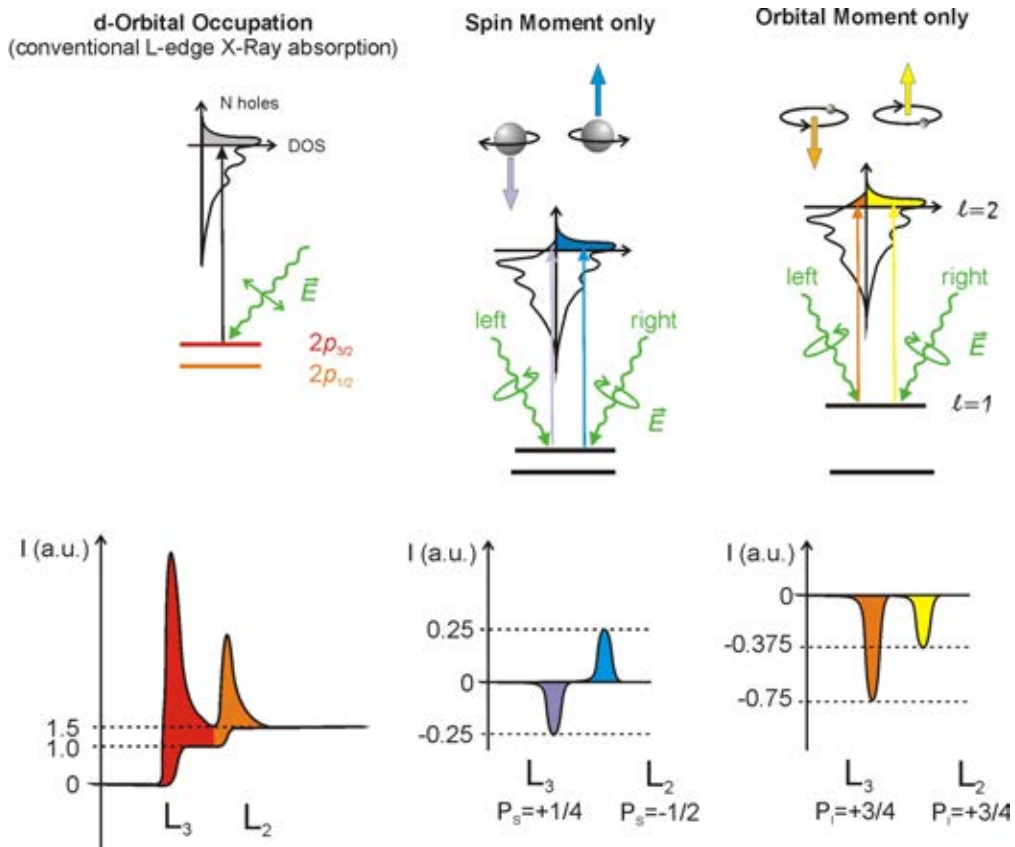 d-Orbital Occupation
(conventional L-edge X-Ray absorption)
N holes
DOS
E⃗
2p3/2
2p1/2
Spin Moment only
left
right
E⃗
Orbital Moment only
ℓ=2
left
right
E⃗
ℓ=1
I (a.u.)
1.5
1.0
0
L3
L2
I (a.u.)
0.25
0
-0.25
L3
L2
Ps=+1/4
Ps=-1/2
I (a.u.)
0
-0.375
-0.75
L3
L2
Pl=+3/4
Pl=+3/4